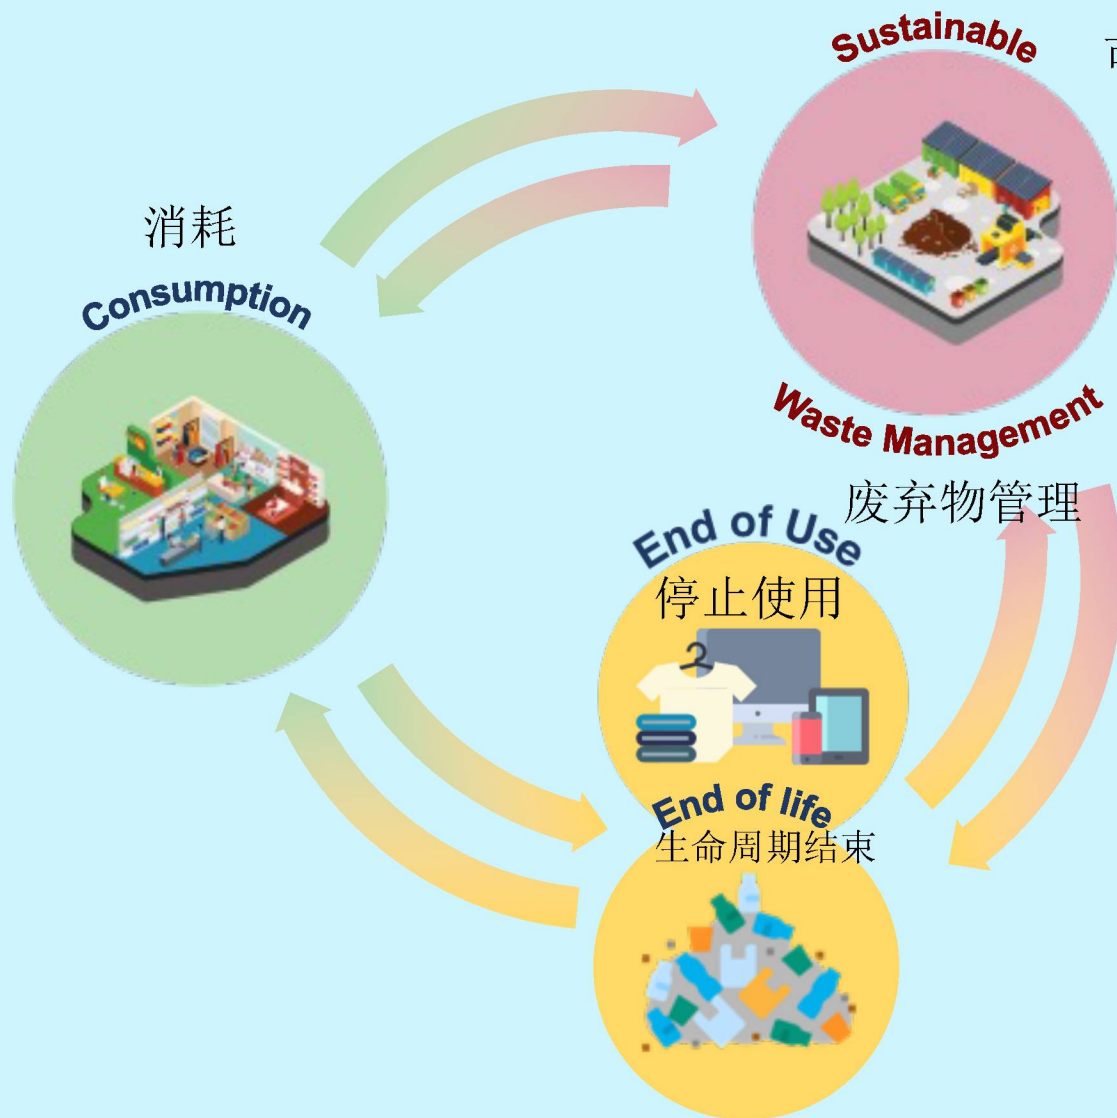 Sustainable
消耗
Consumption
Waste Management
废弃物管理
End of Use
停止使用
End of life
生命周期结束